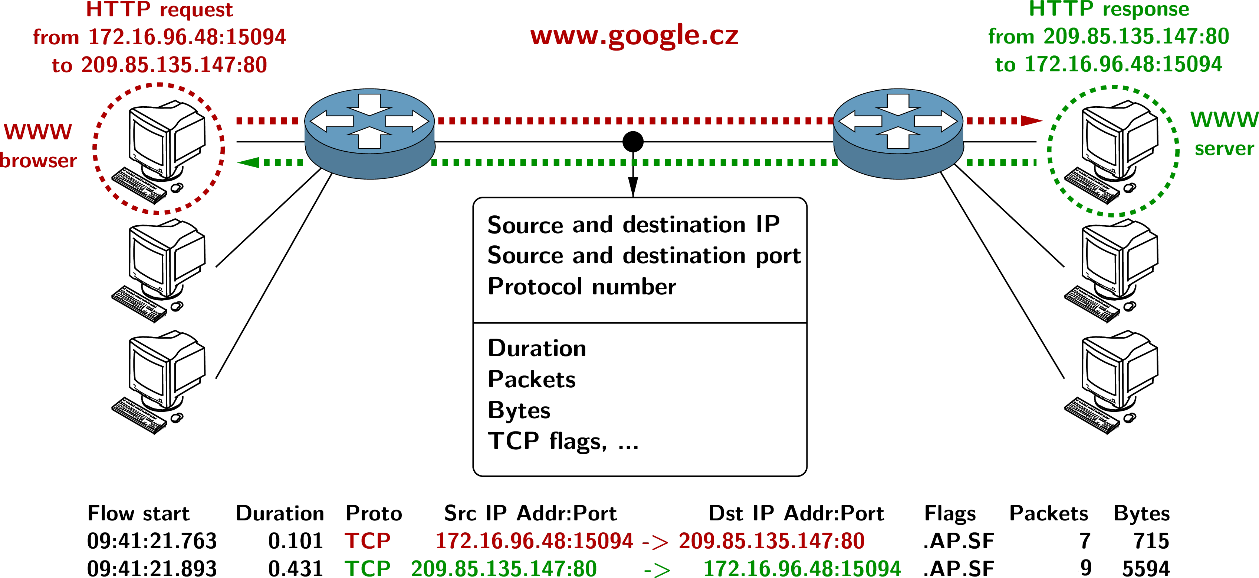 HTTP request
from 172.16.96.48:15094
to 209.85.135.147:80
www.google.cz
HTTP response
from 209.85.135.147:80
to 172.16.96.48:15094
WWW
browser
WWW
server
Source and destination IP
Source and destination port
Protocol number
Duration
Packets
Bytes
TCP flags, ...
Flow start Duration Proto Src IP Addr:Port Dst IP Addr:Port Flags Packets Bytes
09:41:21.763 0.101 TCP 172.16.96.48:15094 -> 209.85.135.147:80 .AP.SF 7 715
09:41:21.893 0.431 TCP 209.85.135.147:80 -> 172.16.96.48:15094 .AP.SF 9 5594